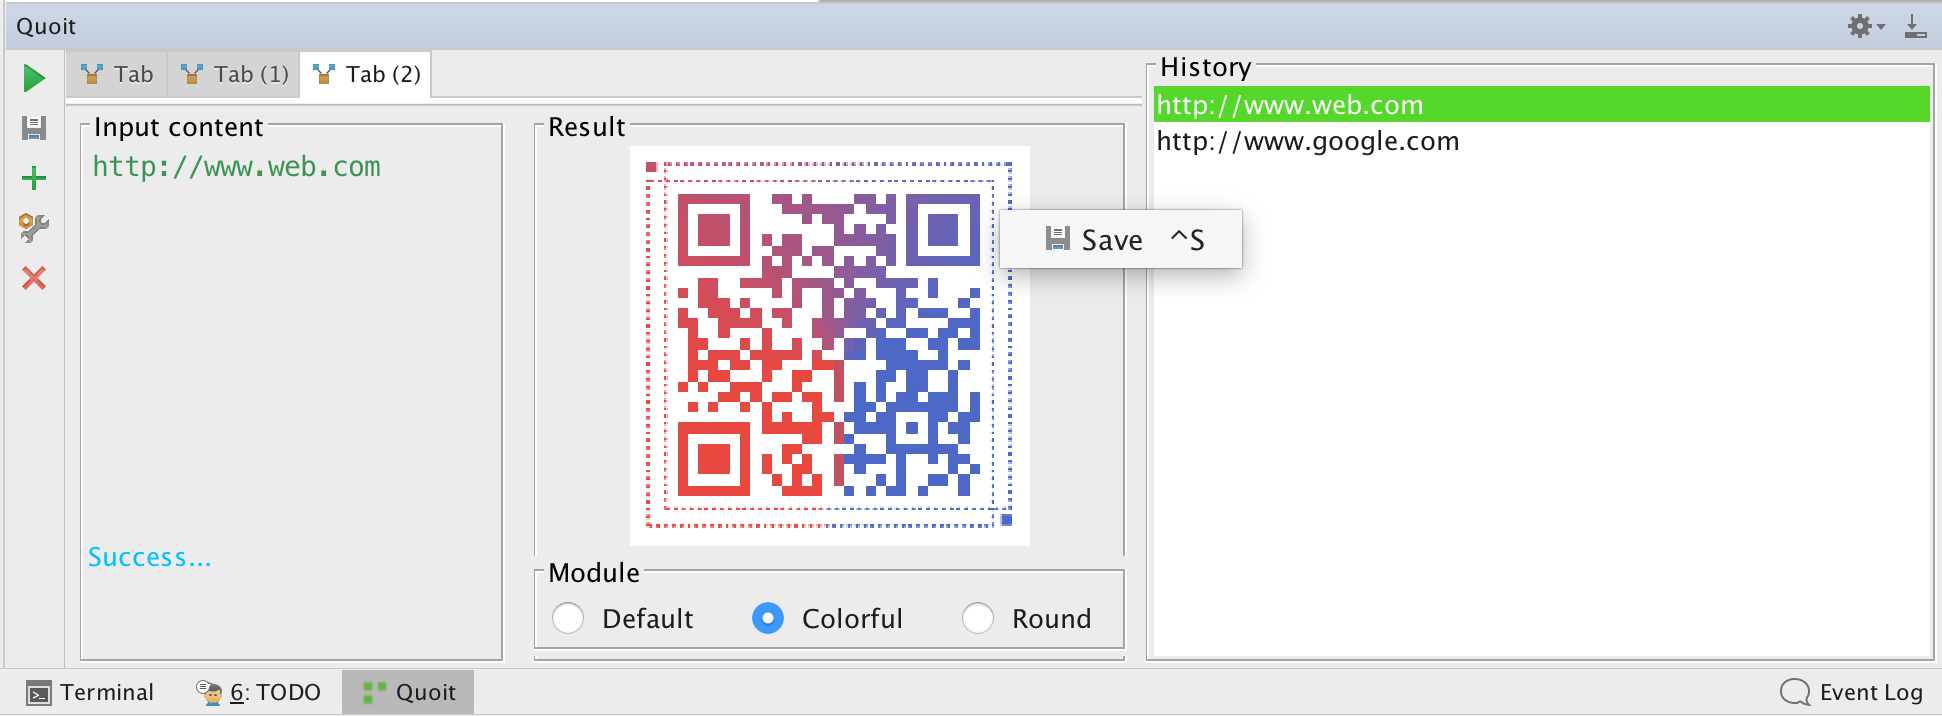 Quoit
Tab
Tab (1)
Tab (2)
Input content
http://www.web.com
Success...
Result
Save ^S
Module
Default
Colorful
Round
History
http://www.web.com
http://www.google.com
Terminal
6: TODO
Quoit
Event Log